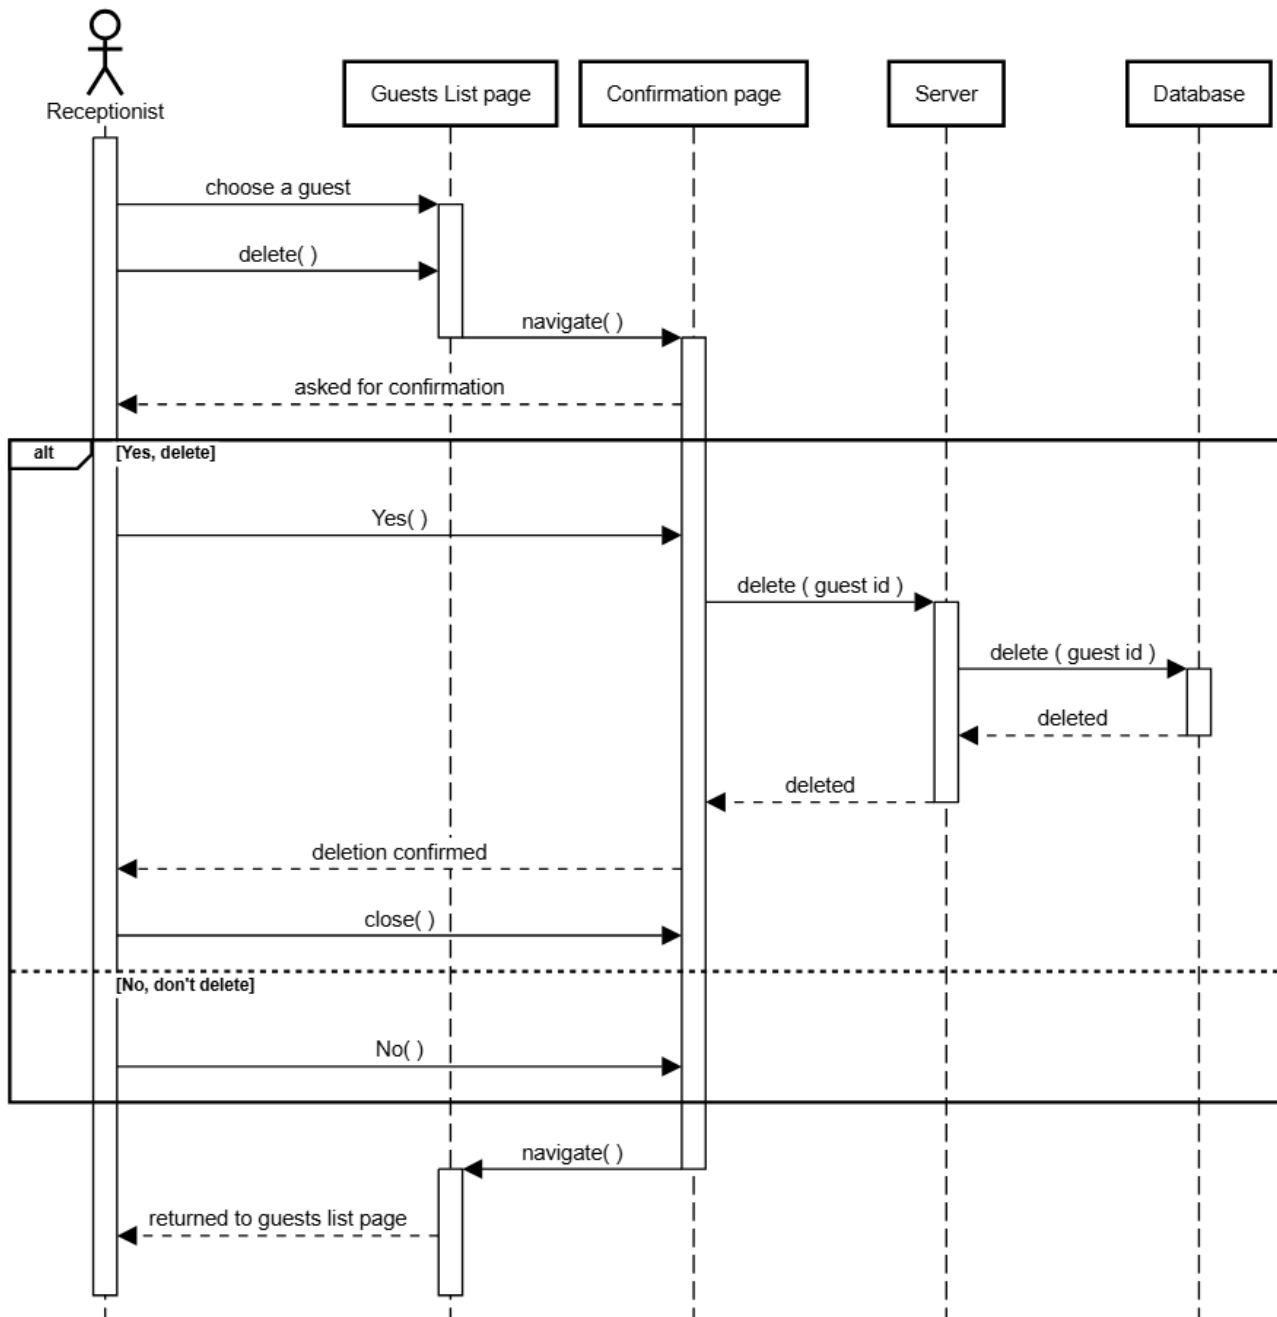 Receptionist
Guests List page
Confirmation page
Server
Database
choose a guest
delete( )
navigate( )
asked for confirmation
alt
[Yes, delete]
Yes( )
delete ( guest id )
delete ( guest id )
deleted
deleted
deletion confirmed
close( )
[No, don't delete]
No( )
navigate( )
returned to guests list page